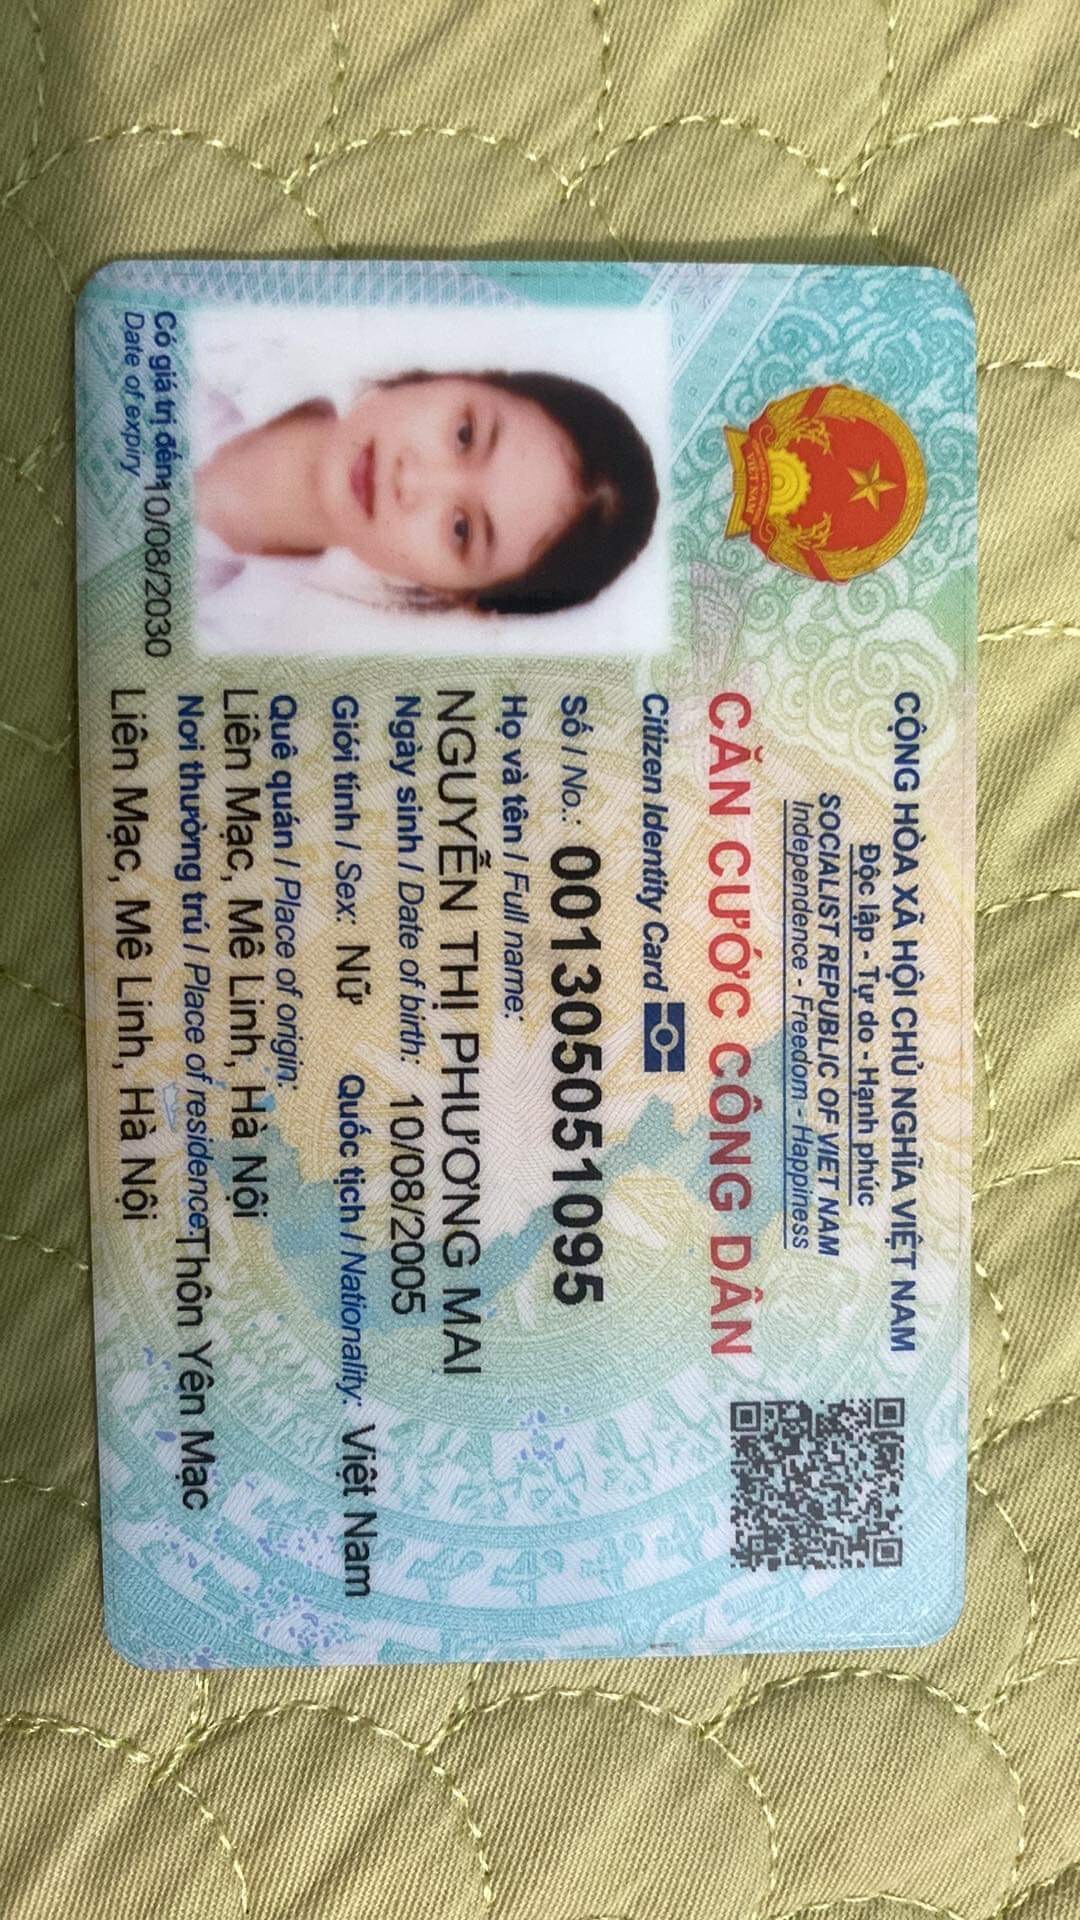 CỘNG HÒA XÃ HỘI CHỦ NGHĨA VIỆT NAM
Độc lập - Tự do - Hạnh phúc
SOCIALIST REPUBLIC OF VIET NAM
Independence - Freedom - Happiness
CĂN CƯỚC CÔNG DÂN
Citizen Identity Card
Số / No.: 001305051095
Họ và tên / Full name:
NGUYỄN THỊ PHƯƠNG MAI
Ngày sinh / Date of birth: 10/08/2005
Giới tính / Sex: Nữ Quốc tịch / Nationality: Việt Nam
Quê quán / Place of origin:
Liên Mạc, Mê Linh, Hà Nội
Nơi thường trú / Place of residence: Thôn Yên Mạc
Liên Mạc, Mê Linh, Hà Nội
Có giá trị đến: 10/08/2030
Date of expiry
VIỆT NAM